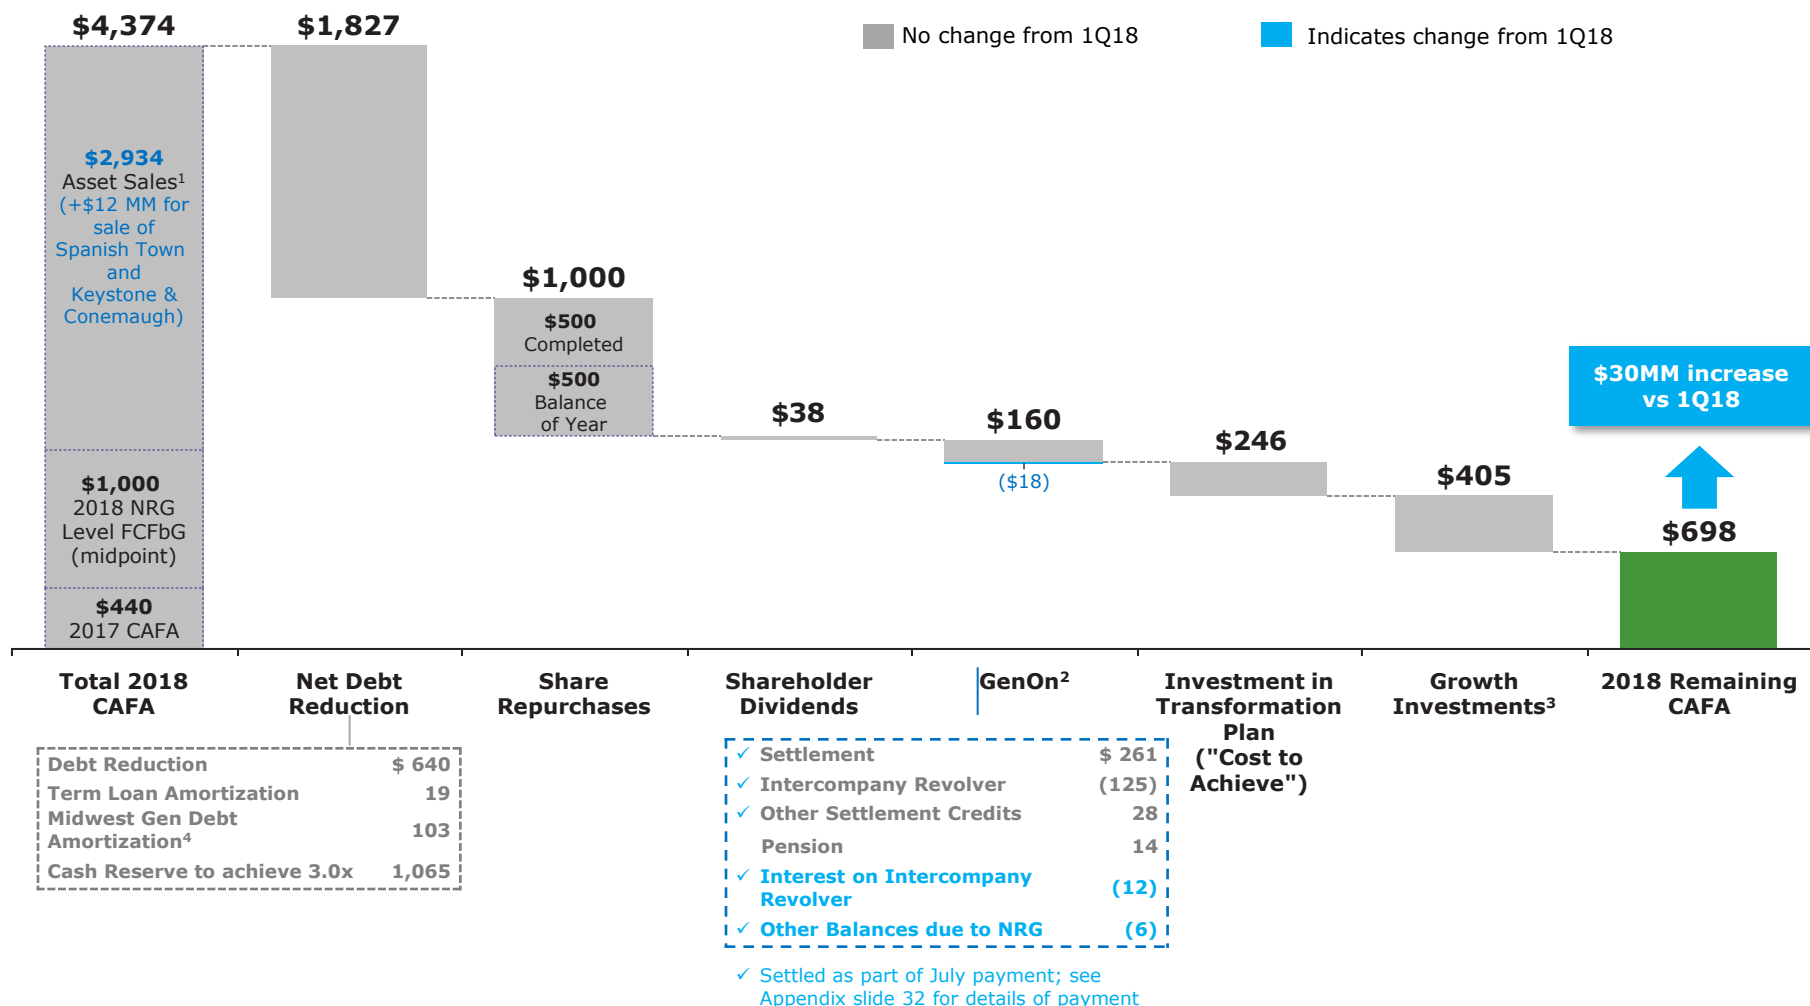 $4,374
$1,827
No change from 1Q18
Indicates change from 1Q18
$2,934
Asset Sales1
(+$12 MM for
sale of
Spanish Town
and
Keystone &
Conemaugh)
$1,000
2018 NRG
Level FCFbG
(midpoint)
$440
2017 CAFA
$1,000
$500
Completed
$500
Balance
of Year
$38
$160
($18)
$246
$405
$30MM increase
vs 1Q18
$698
Total 2018
CAFA
Net Debt
Reduction
Share
Repurchases
Shareholder
Dividends
GenOn2
Investment in
Transformation
Plan
("Cost to
Achieve")
Growth
Investments3
2018 Remaining
CAFA
Debt Reduction $ 640
Term Loan Amortization 19
Midwest Gen Debt
Amortization4 103
Cash Reserve to achieve 3.0x 1,065
✓ Settlement $ 261
✓ Intercompany Revolver (125)
✓ Other Settlement Credits 28
Pension 14
✓ Interest on Intercompany
Revolver (12)
✓ Other Balances due to NRG (6)
✓ Settled as part of July payment; see
Appendix slide 32 for details of payment